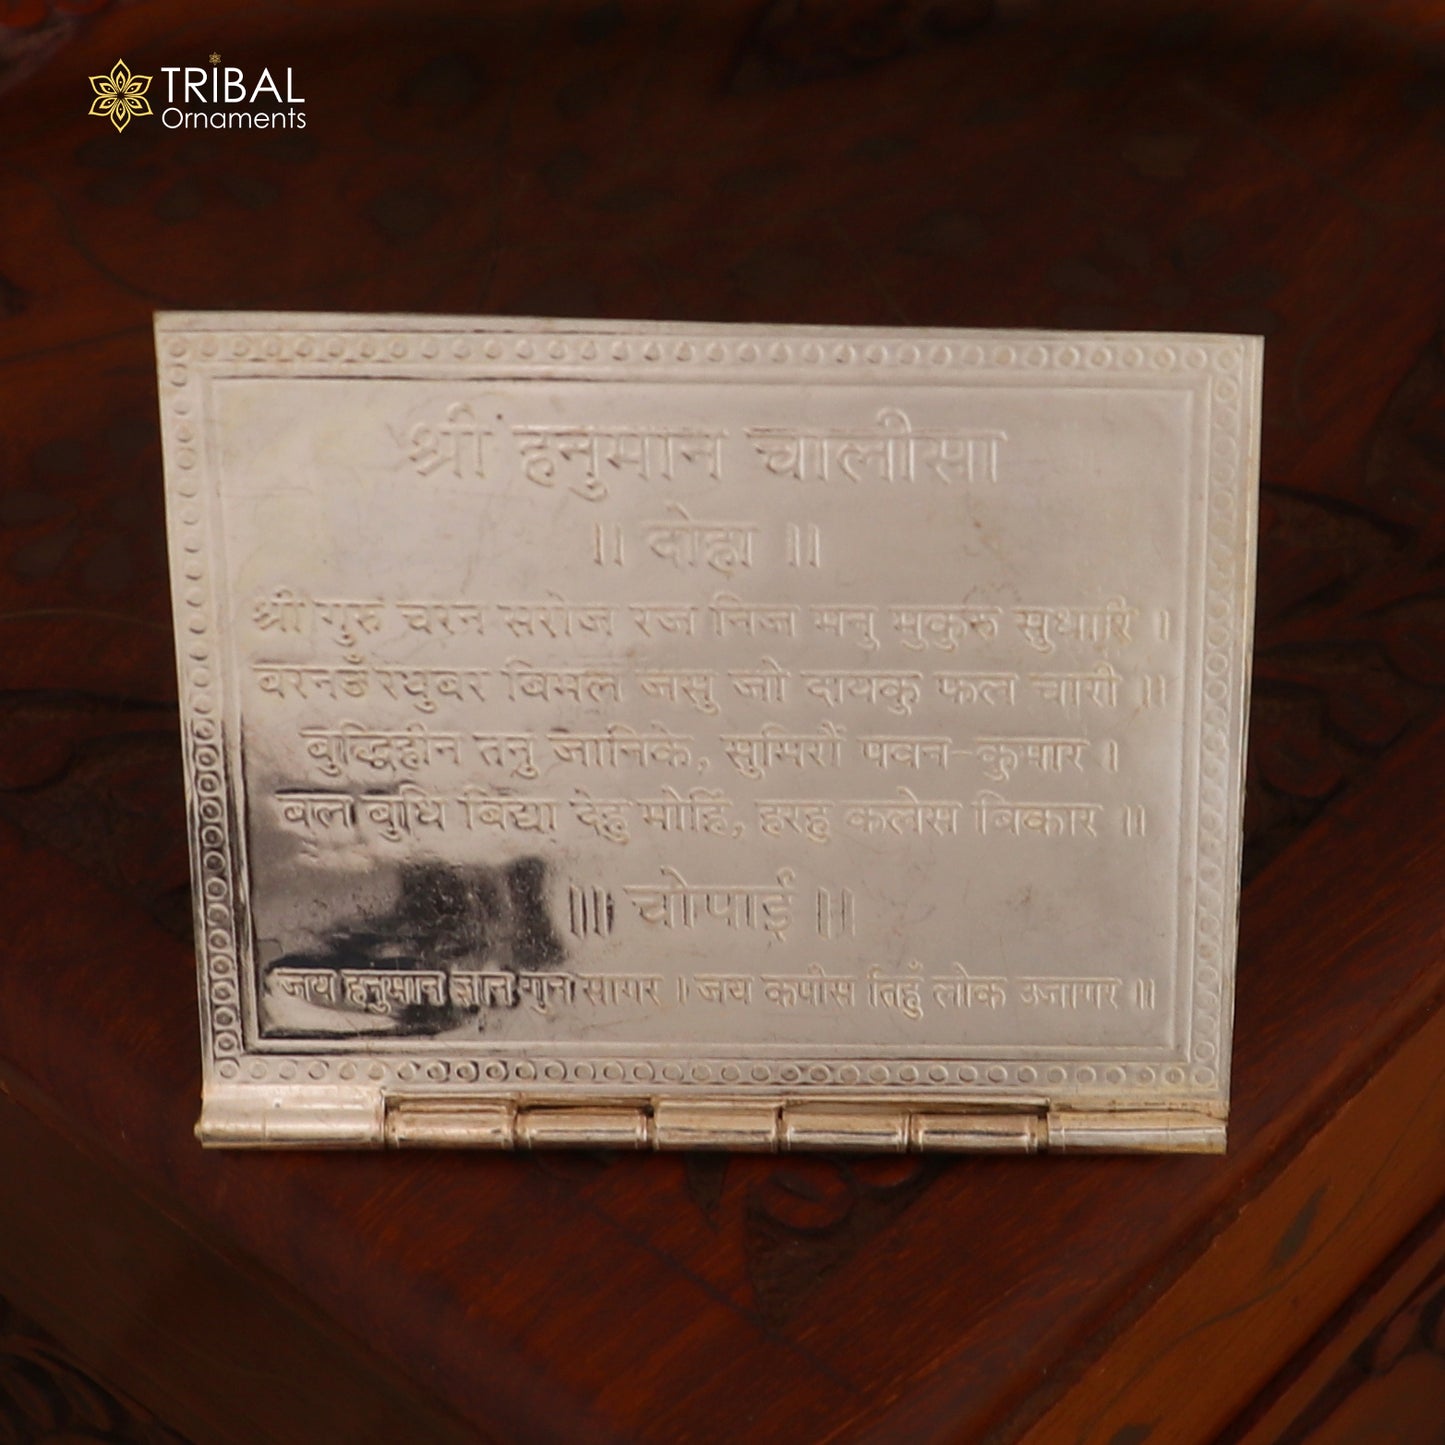 TRIBAL
Ornaments
श्री हनुमान चालीसा
।। दोहा ।।
श्री गुरु चरन सरोज रज निज मनु मुकुरु सुधारि ।
बरनउँ रघुबर बिमल जसु जो दायकु फल चारी ।।
बुद्धिहीन तनु जानिके, सुमिरौं पवन-कुमार ।
बल बुधि बिद्या देहु मोहिं, हरहु कलेस बिकार ।।
।।। चोपाई ।।।
जय हनुमान ज्ञान गुन सागर । जय कपीस तिहुँ लोक उजागर ।।